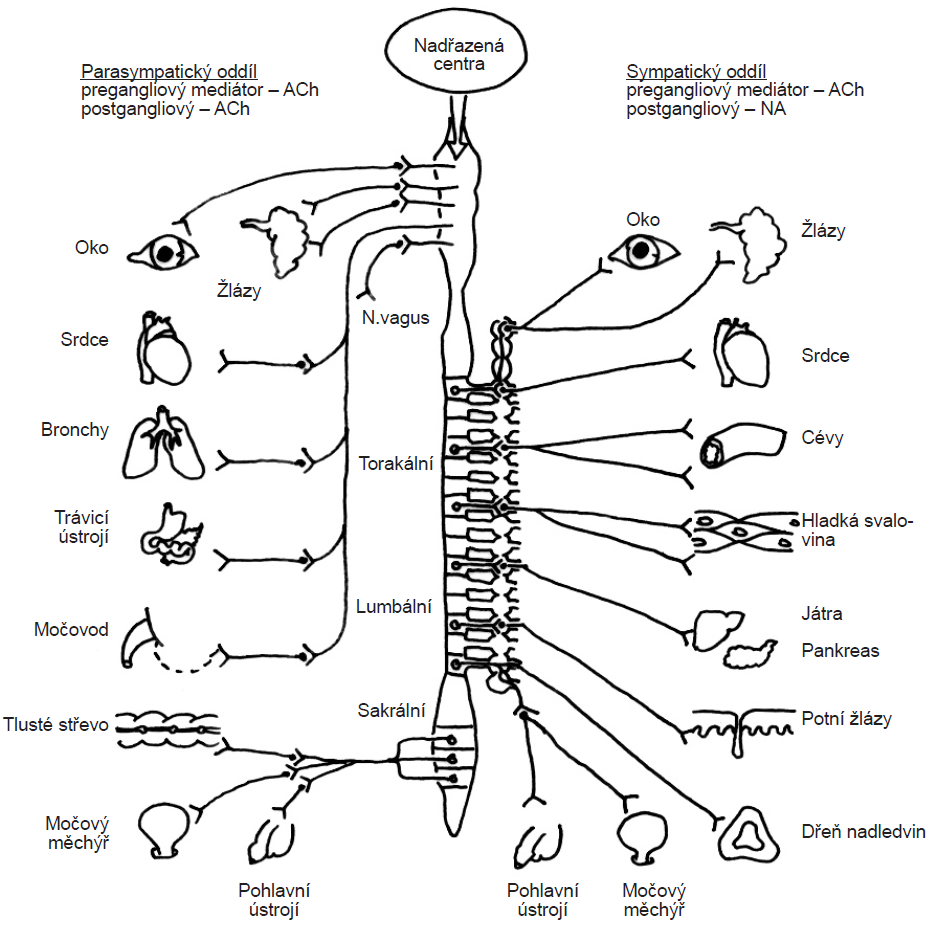 Nadřazená
centra
Parasympatický oddíl
pregangliový mediátor – ACh
postgangliový – ACh
Sympatický oddíl
pregangliový mediátor – ACh
postgangliový – NA
Oko
Žlázy
N.vagus
Srdce
Bronchy
Trávicí
ústrojí
Močovod
Tlusté střevo
Močový
měchýř
Pohlavní
ústrojí
Torakální
Lumbální
Sakrální
Oko
Žlázy
Srdce
Cévy
Hladká svalo-
vina
Játra
Pankreas
Potní žlázy
Dřeň nadledvin
Pohlavní
ústrojí
Močový
měchýř